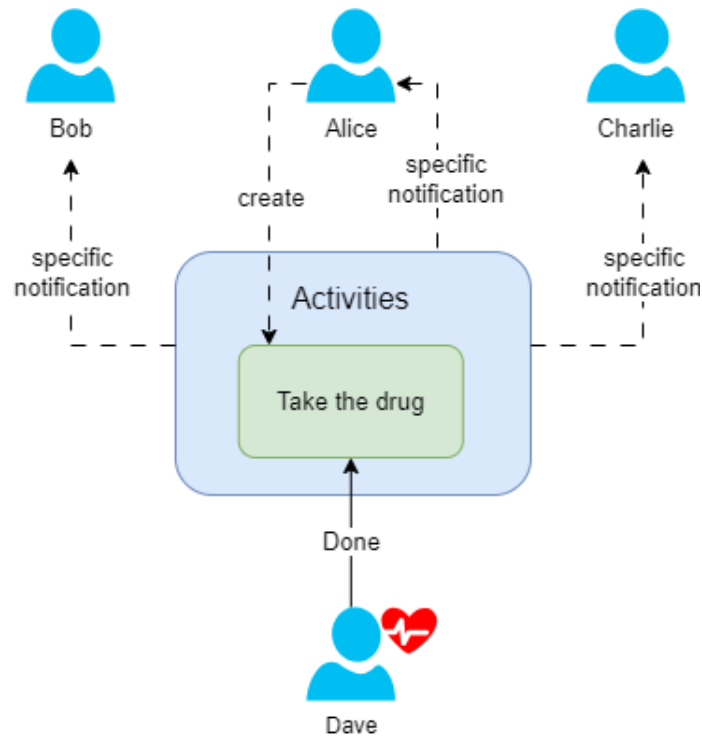 Bob
Alice
Charlie
create
specific
notification
specific
notification
specific
notification
Activities
Take the drug
Done
Dave